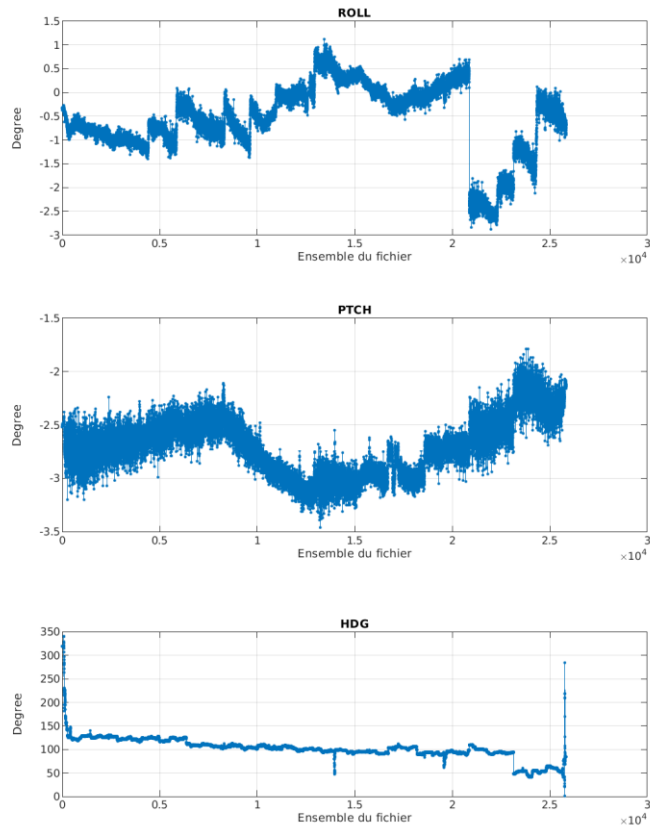 ROLL
1.5
1
0.5
0
-0.5
-1
-1.5
-2
-2.5
-3
Degree
0 0.5 1 1.5 2 2.5 3
Ensemble du fichier
×10⁴
PTCH
-1.5
-2
-2.5
-3
-3.5
Degree
0 0.5 1 1.5 2 2.5 3
Ensemble du fichier
×10⁴
HDG
350
300
250
200
150
100
50
0
Degree
0 0.5 1 1.5 2 2.5 3
Ensemble du fichier
×10⁴